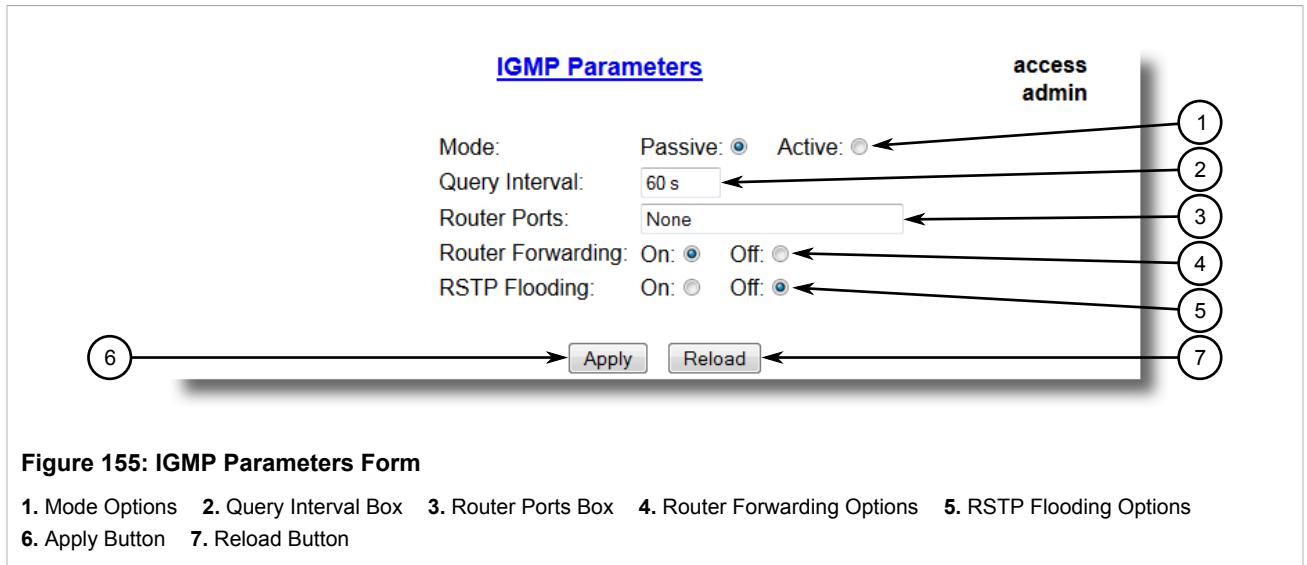 IGMP Parameters
access
admin
Mode: Passive: Active: 1
Query Interval: 60 s 2
Router Ports: None 3
Router Forwarding: On: Off: 4
RSTP Flooding: On: Off: 5
6 Apply Reload 7
Figure 155: IGMP Parameters Form
1. Mode Options 2. Query Interval Box 3. Router Ports Box 4. Router Forwarding Options 5. RSTP Flooding Options
6. Apply Button 7. Reload Button